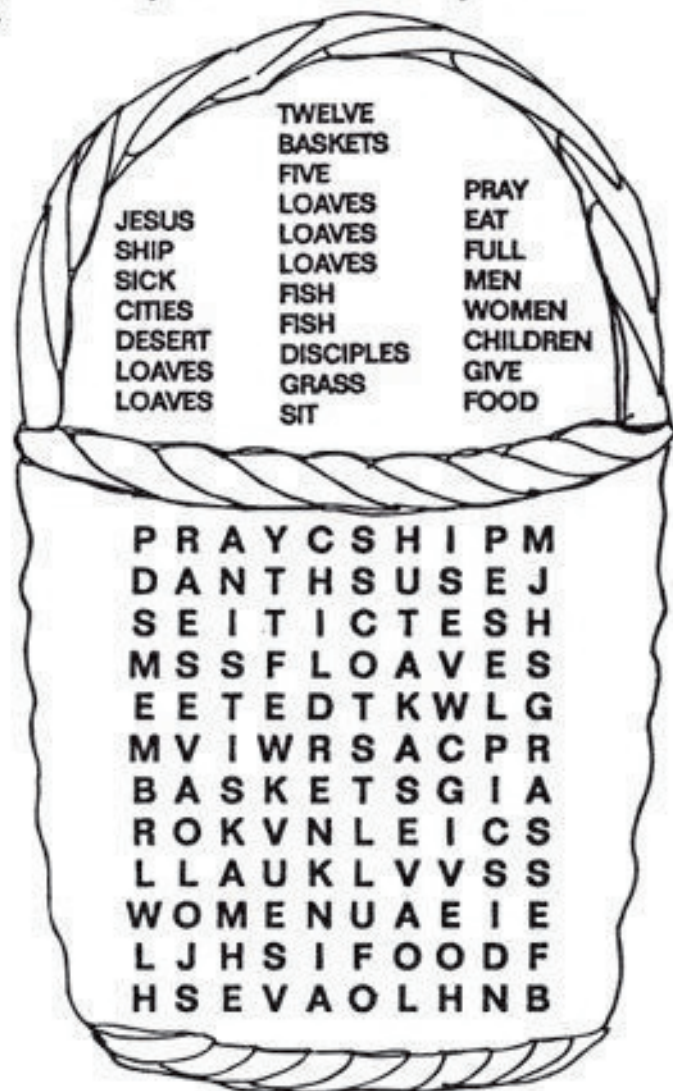 JESUS
SHIP
SICK
CITIES
DESERT
LOAVES
LOAVES
TWELVE
BASKETS
FIVE
LOAVES
LOAVES
LOAVES
FISH
FISH
DISCIPLES
GRASS
SIT
PRAY
EAT
FULL
MEN
WOMEN
CHILDREN
GIVE
FOOD
P R A Y C S H I P M
D A N T H S U S E J
S E I T I C T E S H
M S S F L O A V E S
E E T E D T K W L G
M V I W R S A C P R
B A S K E T S G I A
R O K V N L E I C S
L L A U K L V V S S
W O M E N U A E I E
L J H S I F O O D F
H S E V A O L H N B